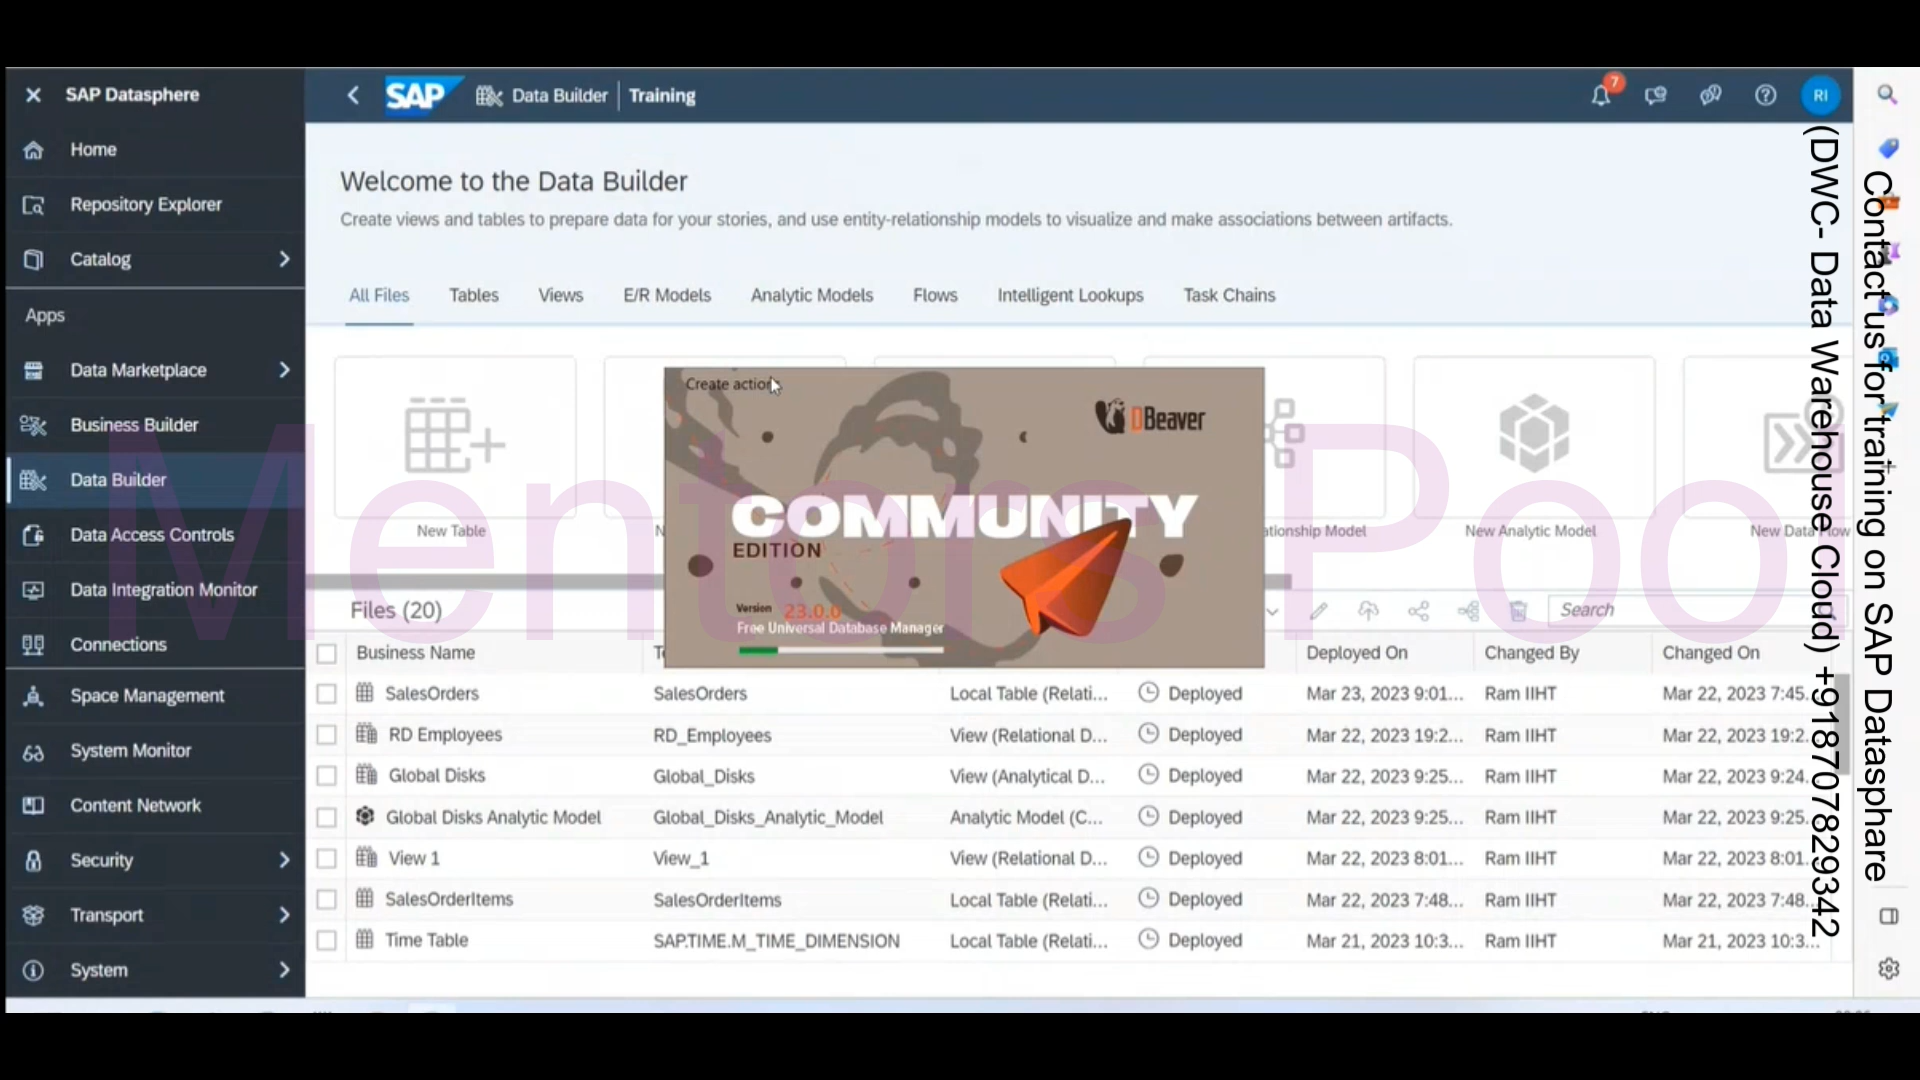 SAP Datasphere
SAP Data Builder Training
7
RI
Home
Repository Explorer
Catalog
Apps
Data Marketplace
Business Builder
Data Builder
Data Access Controls
Data Integration Monitor
Connections
Space Management
System Monitor
Content Network
Security
Transport
System
Welcome to the Data Builder
Create views and tables to prepare data for your stories, and use entity-relationship models to visualize and make associations between artifacts.
All Files Tables Views E/R Models Analytic Models Flows Intelligent Lookups Task Chains
New Table
New Analytic Model
New Data Flow
Create action
DBeaver
COMMUNITY
EDITION
Version 23.0.0
Free Universal Database Manager
Files (20)
Search
Business Name Deployed On Changed By Changed On
SalesOrders SalesOrders Local Table (Relati... Deployed Mar 23, 2023 9:01... Ram IIHT Mar 22, 2023 7:45...
RD Employees RD_Employees View (Relational D... Deployed Mar 22, 2023 19:2... Ram IIHT Mar 22, 2023 19:2...
Global Disks Global_Disks View (Analytical D... Deployed Mar 22, 2023 9:25... Ram IIHT Mar 22, 2023 9:24...
Global Disks Analytic Model Global_Disks_Analytic_Model Analytic Model (C... Deployed Mar 22, 2023 9:25... Ram IIHT Mar 22, 2023 9:25...
View 1 View_1 View (Relational D... Deployed Mar 22, 2023 8:01... Ram IIHT Mar 22, 2023 8:01...
SalesOrderItems SalesOrderItems Local Table (Relati... Deployed Mar 22, 2023 7:48... Ram IIHT Mar 22, 2023 7:48...
Time Table SAP.TIME.M_TIME_DIMENSION Local Table (Relati... Deployed Mar 21, 2023 10:3... Ram IIHT Mar 21, 2023 10:3...
Mentors Pool
Contact us for training on SAP Datasphare
(DWC- Data Warehouse Cloud) +918707829342